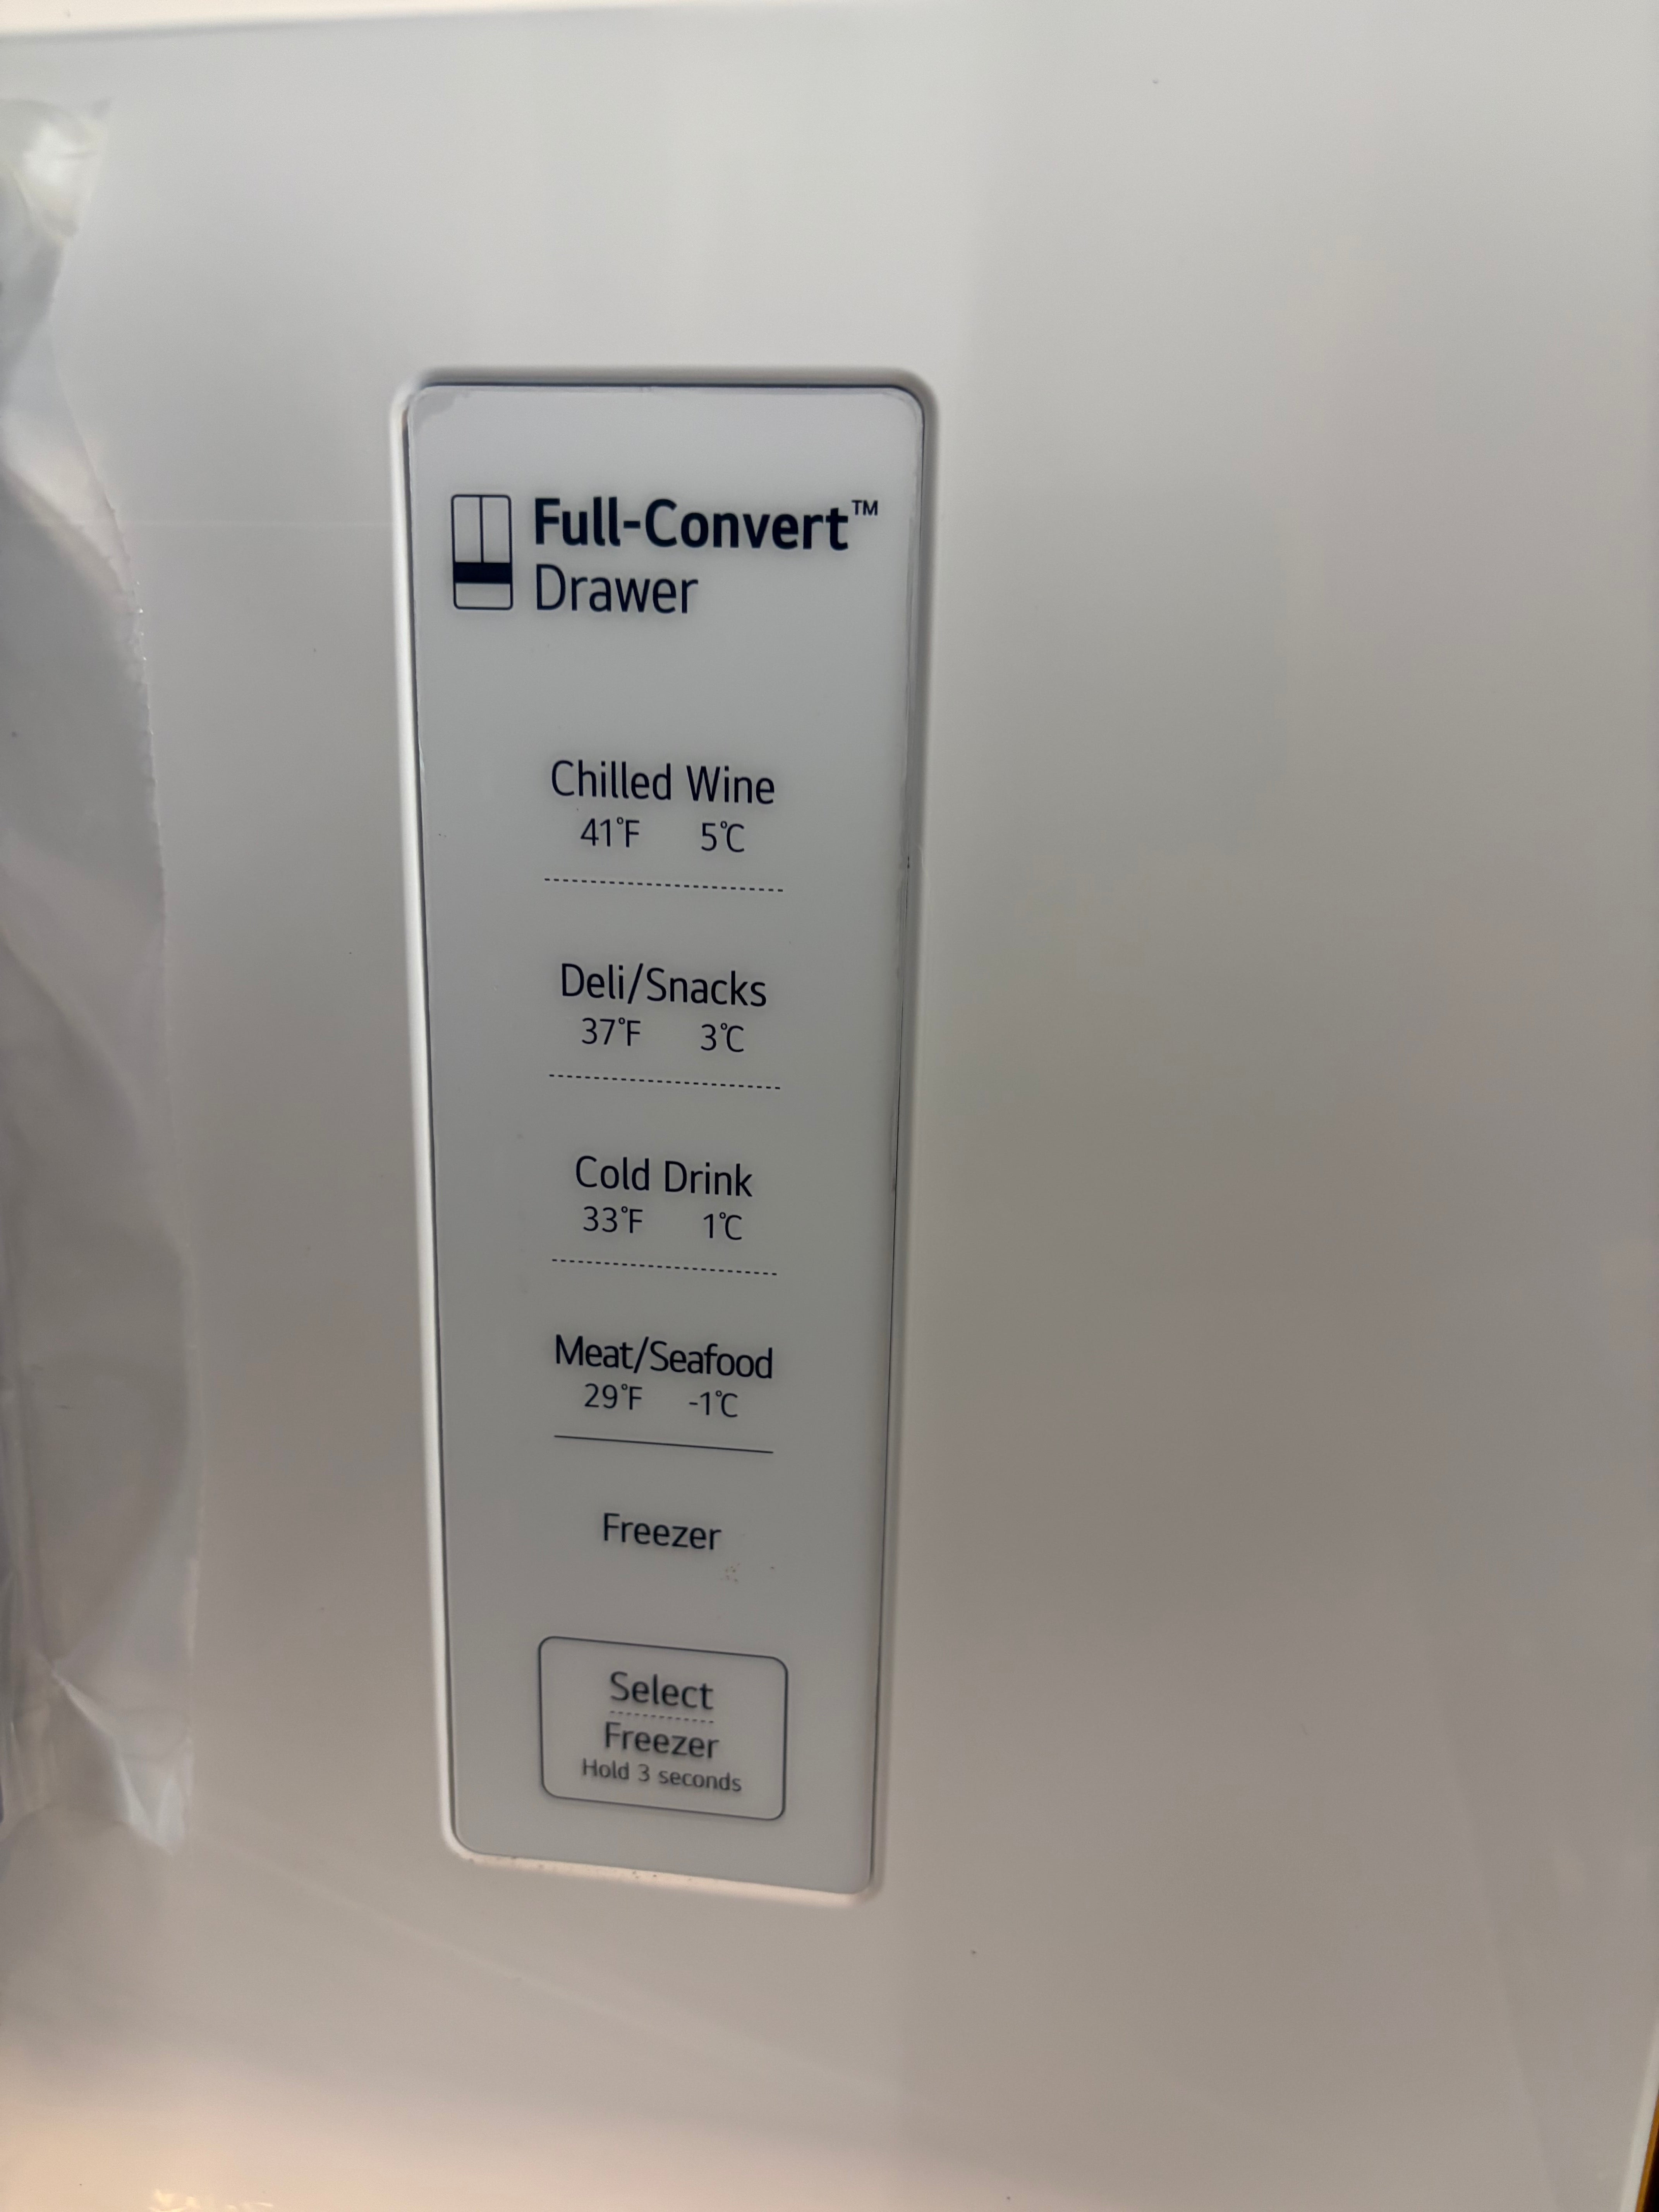 Full-Convert™
Drawer
Chilled Wine
41°F 5°C
Deli/Snacks
37°F 3°C
Cold Drink
33°F 1°C
Meat/Seafood
29°F -1°C
Freezer
Select
Freezer
Hold 3 seconds